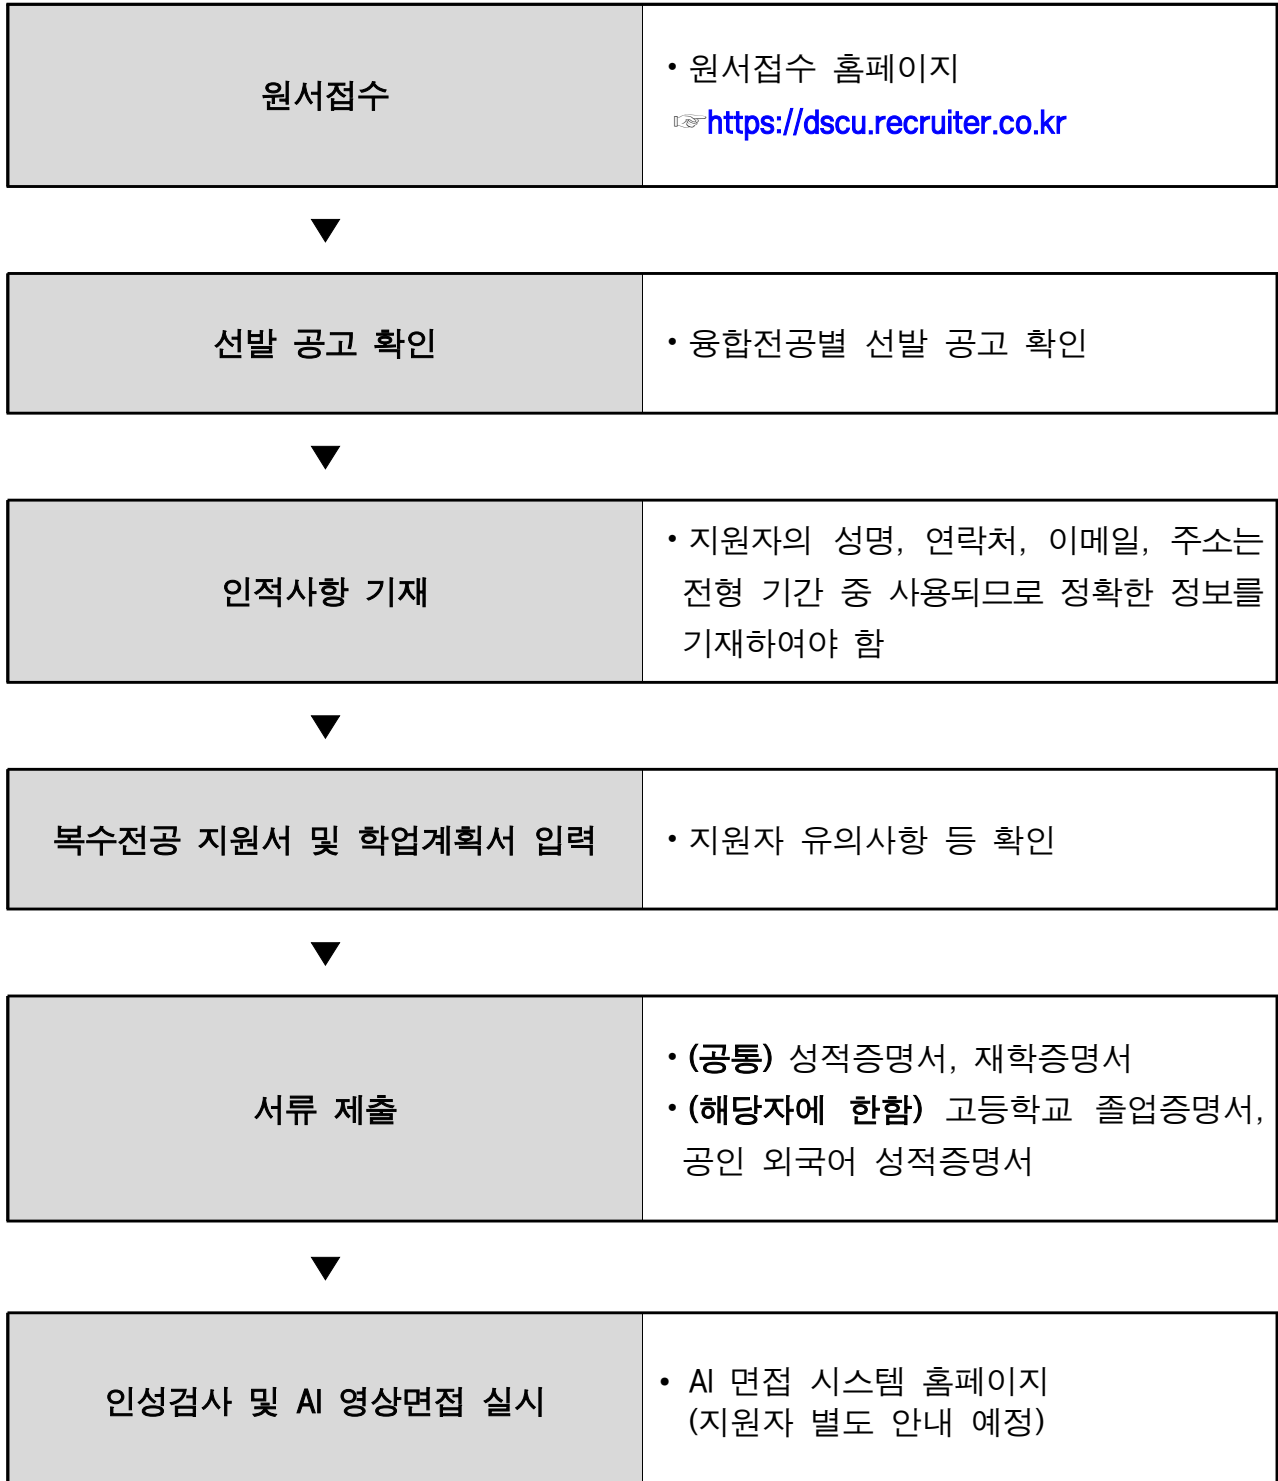 원서접수
• 원서접수 홈페이지
☞https://dscu.recruiter.co.kr
▼
선발 공고 확인
• 융합전공별 선발 공고 확인
▼
인적사항 기재
• 지원자의 성명, 연락처, 이메일, 주소는
전형 기간 중 사용되므로 정확한 정보를
기재하여야 함
▼
복수전공 지원서 및 학업계획서 입력
• 지원자 유의사항 등 확인
▼
서류 제출
• (공통) 성적증명서, 재학증명서
• (해당자에 한함) 고등학교 졸업증명서,
공인 외국어 성적증명서
▼
인성검사 및 AI 영상면접 실시
• AI 면접 시스템 홈페이지
(지원자 별도 안내 예정)